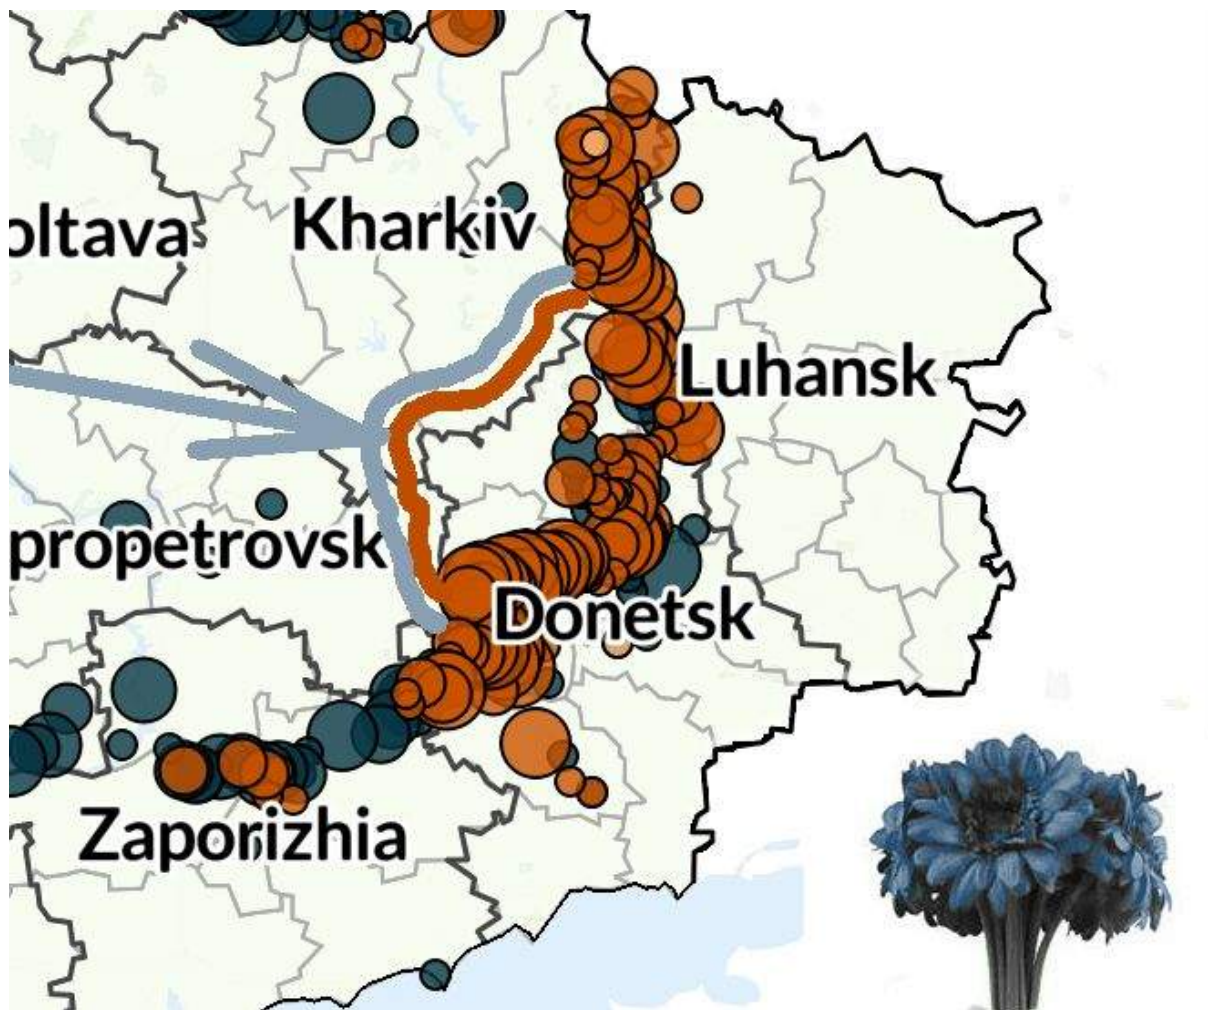 oltava
Kharkiv
Luhansk
propetrovsk
Donetsk
Zaporizhia